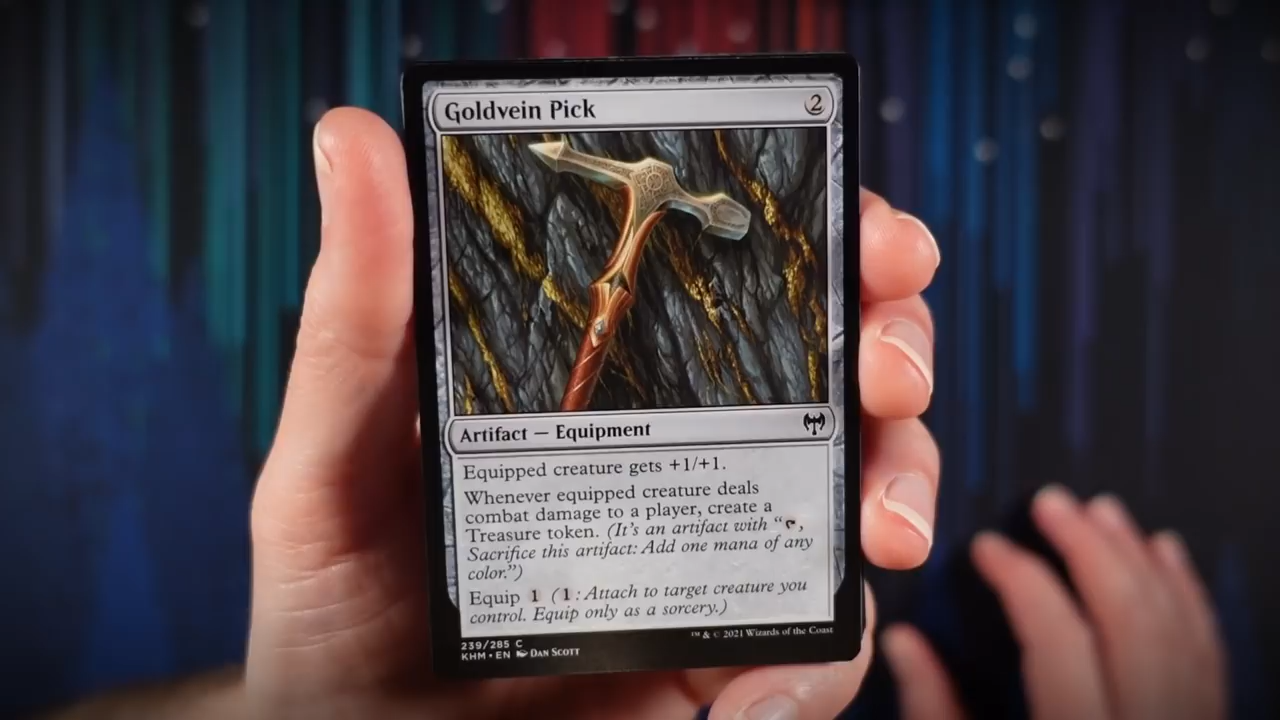 Goldvein Pick 2
Artifact — Equipment
Equipped creature gets +1/+1.
Whenever equipped creature deals
combat damage to a player, create a
Treasure token. (It's an artifact with “,
Sacrifice this artifact: Add one mana of any
color.”)
Equip 1 (1: Attach to target creature you
control. Equip only as a sorcery.)
239/285 C
™ & © 2021 Wizards of the Coast
KHM • EN Dan Scott